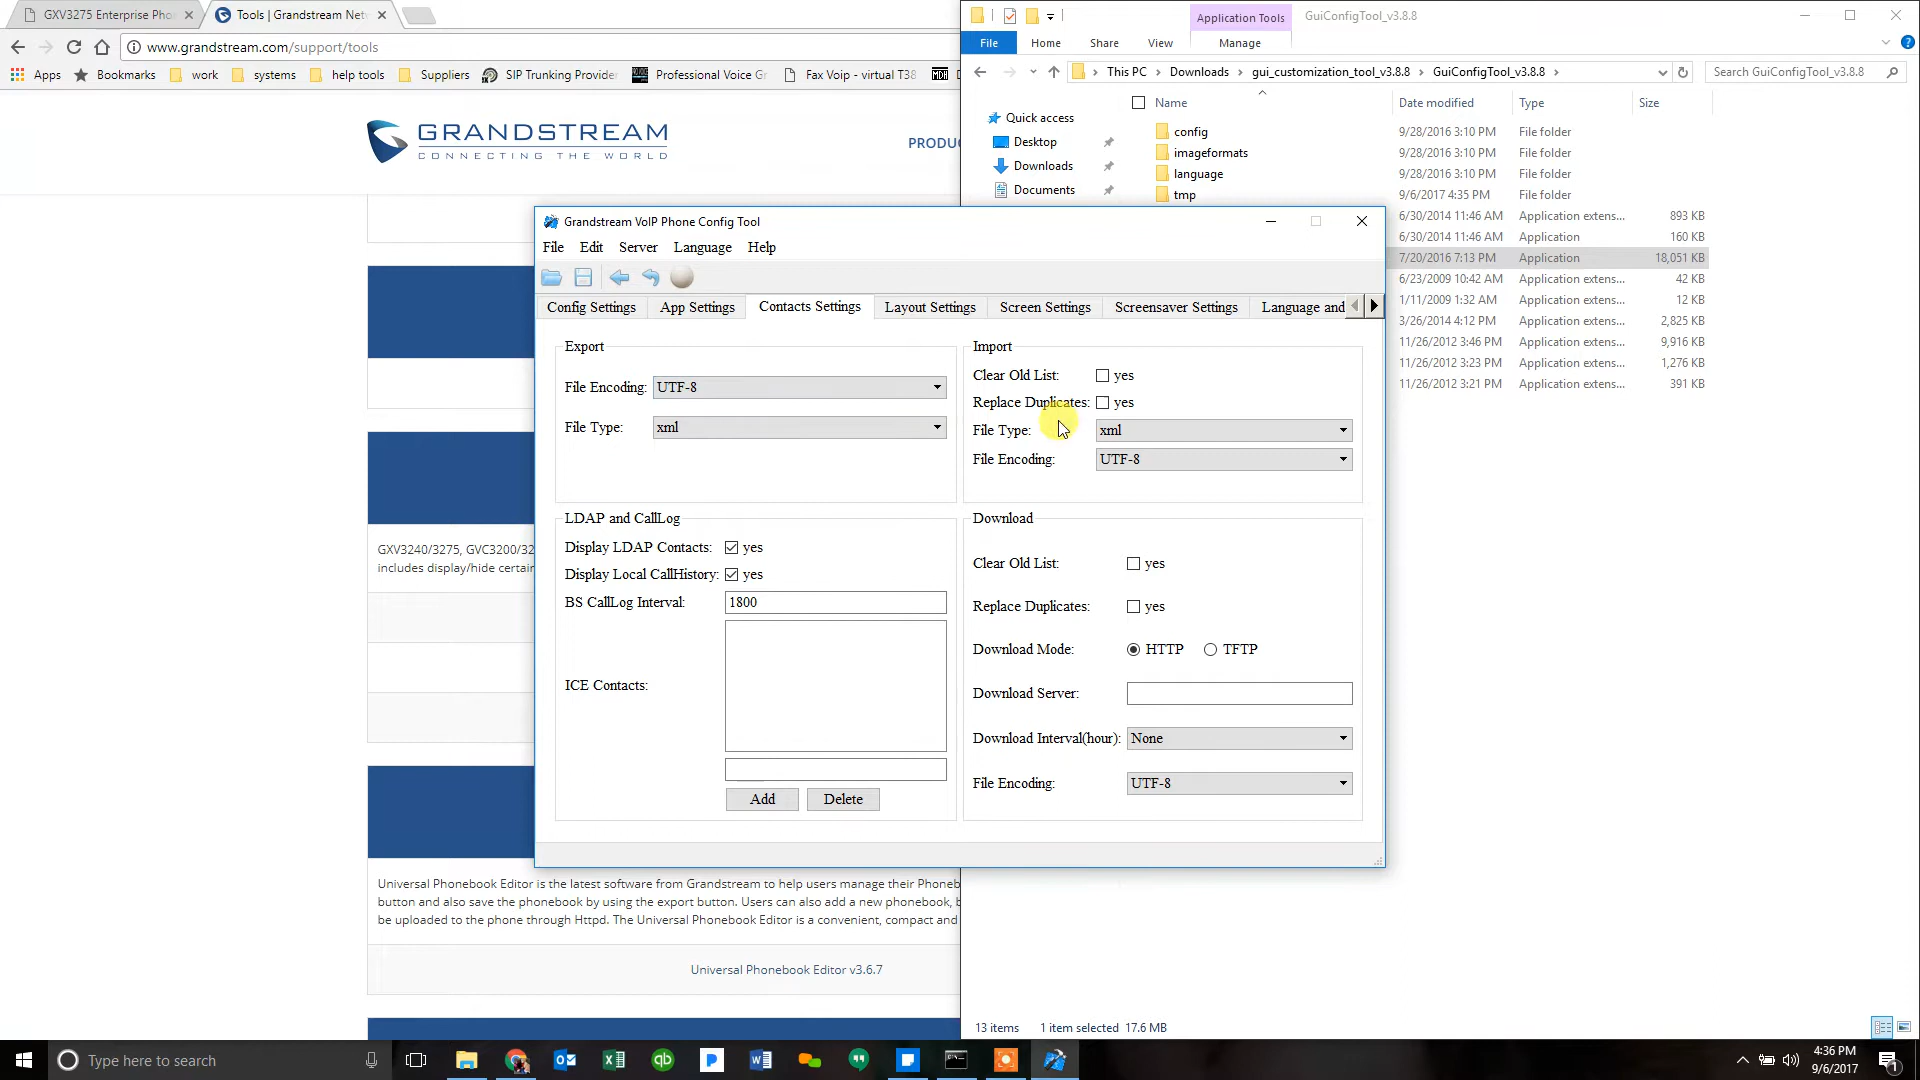 GXV3275 Enterprise Pho
Tools | Grandstream Net
www.grandstream.com/support/tools
Apps
Bookmarks
work
systems
help tools
Suppliers
SIP Trunking Provide
Professional Voice Gr
Fax Voip - virtual T38
GRANDSTREAM
CONNECTING THE WORLD
PRODU
GXV3240/3275, GVC3200/32
includes display/hide certain
Universal Phonebook Editor is the latest software from Grandstream to help users manage their Phoneb
button and also save the phonebook by using the export button. Users can also add a new phonebook, b
be uploaded to the phone through Httpd. The Universal Phonebook Editor is a convenient, compact and
Universal Phonebook Editor v3.6.7
Application Tools
GuiConfigTool_v3.8.8
File
Home
Share
View
Manage
This PC
Downloads
gui_customization_tool_v3.8.8
GuiConfigTool_v3.8.8
Search GuiConfigTool_v3.8.8
Name
Date modified
Type
Size
Quick access
Desktop
Downloads
Documents
config 9/28/2016 3:10 PM File folder
imageformats 9/28/2016 3:10 PM File folder
language 9/28/2016 3:10 PM File folder
tmp 9/6/2017 4:35 PM File folder
6/30/2014 11:46 AM Application extens... 893 KB
6/30/2014 11:46 AM Application 160 KB
7/20/2016 7:13 PM Application 18,051 KB
6/23/2009 10:42 AM Application extens... 42 KB
1/11/2009 1:32 AM Application extens... 12 KB
3/26/2014 4:12 PM Application extens... 2,825 KB
11/26/2012 3:46 PM Application extens... 9,916 KB
11/26/2012 3:23 PM Application extens... 1,276 KB
11/26/2012 3:21 PM Application extens... 391 KB
13 items
1 item selected 17.6 MB
Grandstream VoIP Phone Config Tool
File
Edit
Server
Language
Help
Config Settings
App Settings
Contacts Settings
Layout Settings
Screen Settings
Screensaver Settings
Language and
Export
File Encoding: UTF-8
File Type: xml
Import
Clear Old List: yes
Replace Duplicates: yes
File Type: xml
File Encoding: UTF-8
LDAP and CallLog
Display LDAP Contacts: yes
Display Local CallHistory: yes
BS CallLog Interval: 1800
ICE Contacts:
Add
Delete
Download
Clear Old List: yes
Replace Duplicates: yes
Download Mode: HTTP TFTP
Download Server:
Download Interval(hour): None
File Encoding: UTF-8
Type here to search
4:36 PM
9/6/2017